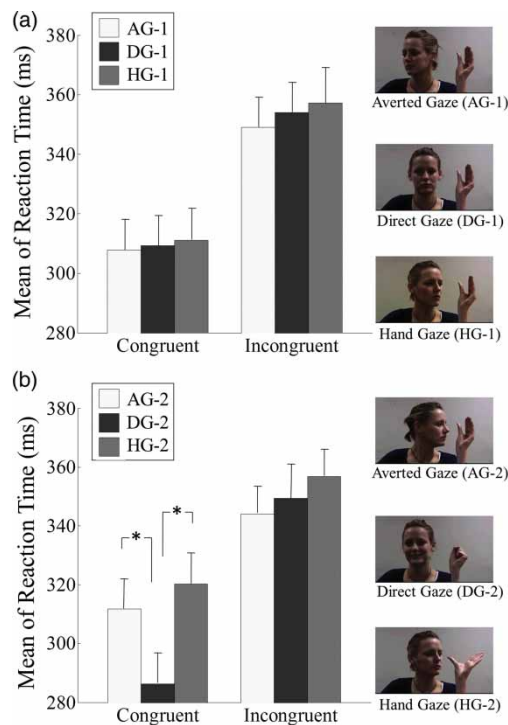 (a)
AG-1
DG-1
HG-1
Mean of Reaction Time (ms)
380
360
340
320
300
280
Congruent
Incongruent
Averted Gaze (AG-1)
Direct Gaze (DG-1)
Hand Gaze (HG-1)
(b)
AG-2
DG-2
HG-2
Mean of Reaction Time (ms)
380
360
340
320
300
280
*
*
Congruent
Incongruent
Averted Gaze (AG-2)
Direct Gaze (DG-2)
Hand Gaze (HG-2)